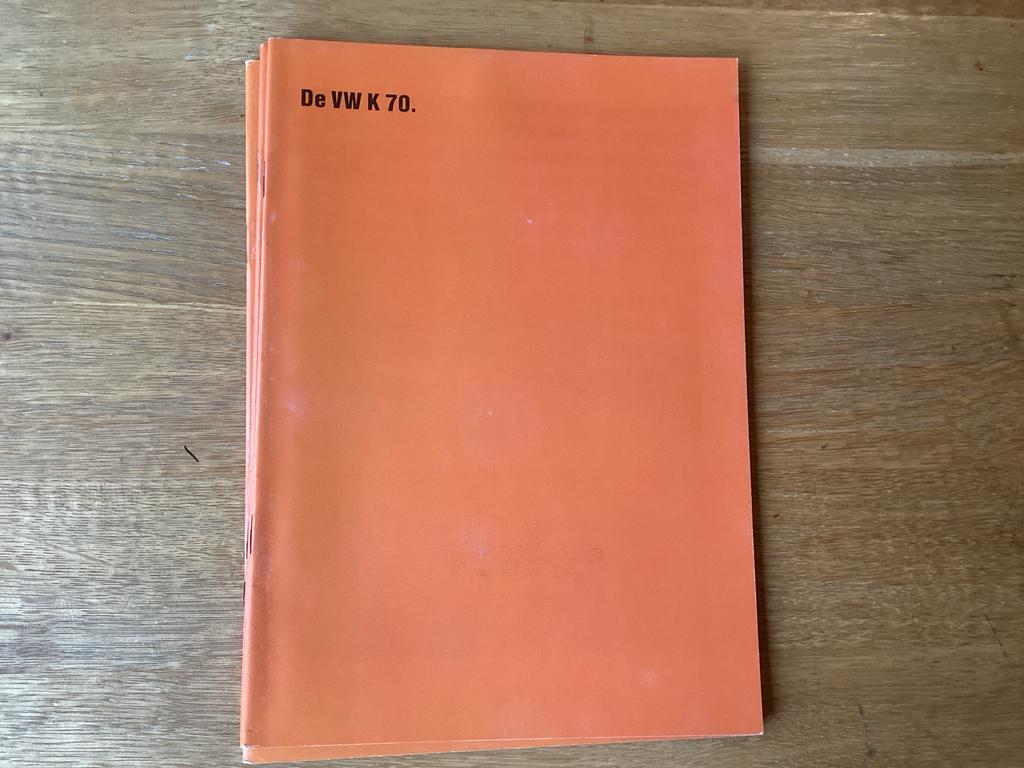 De VW K 70.